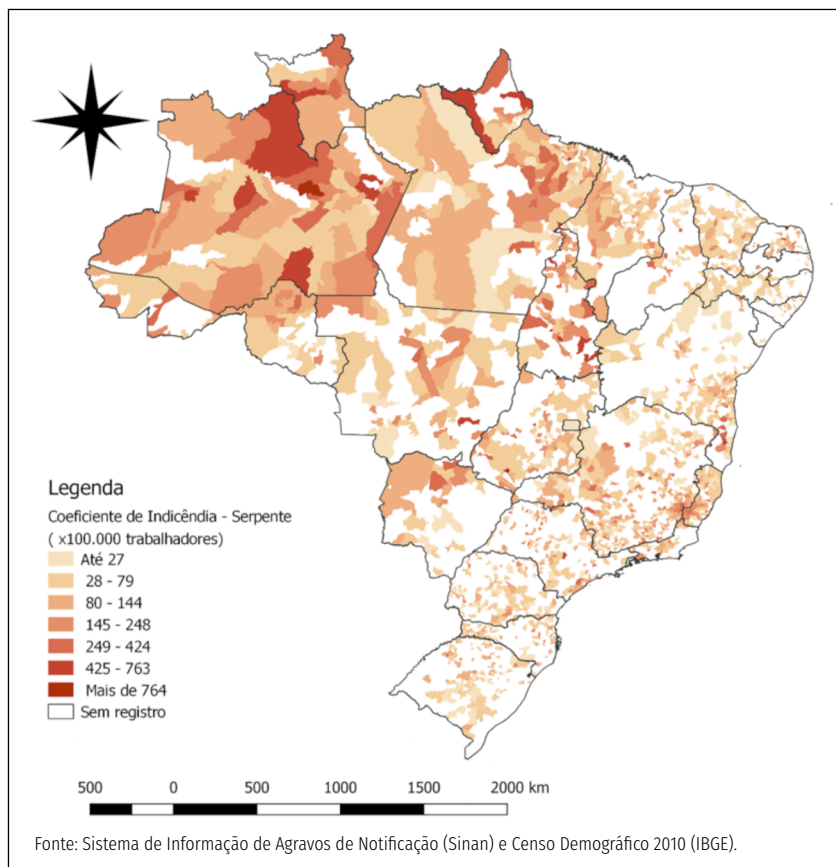 Legenda
Coeficiente de Indicêndia - Serpente
( x100.000 trabalhadores)
Até 27
28 - 79
80 - 144
145 - 248
249 - 424
425 - 763
Mais de 764
Sem registro
500 0 500 1000 1500 2000 km
Fonte: Sistema de Informação de Agravos de Notificação (Sinan) e Censo Demográfico 2010 (IBGE).